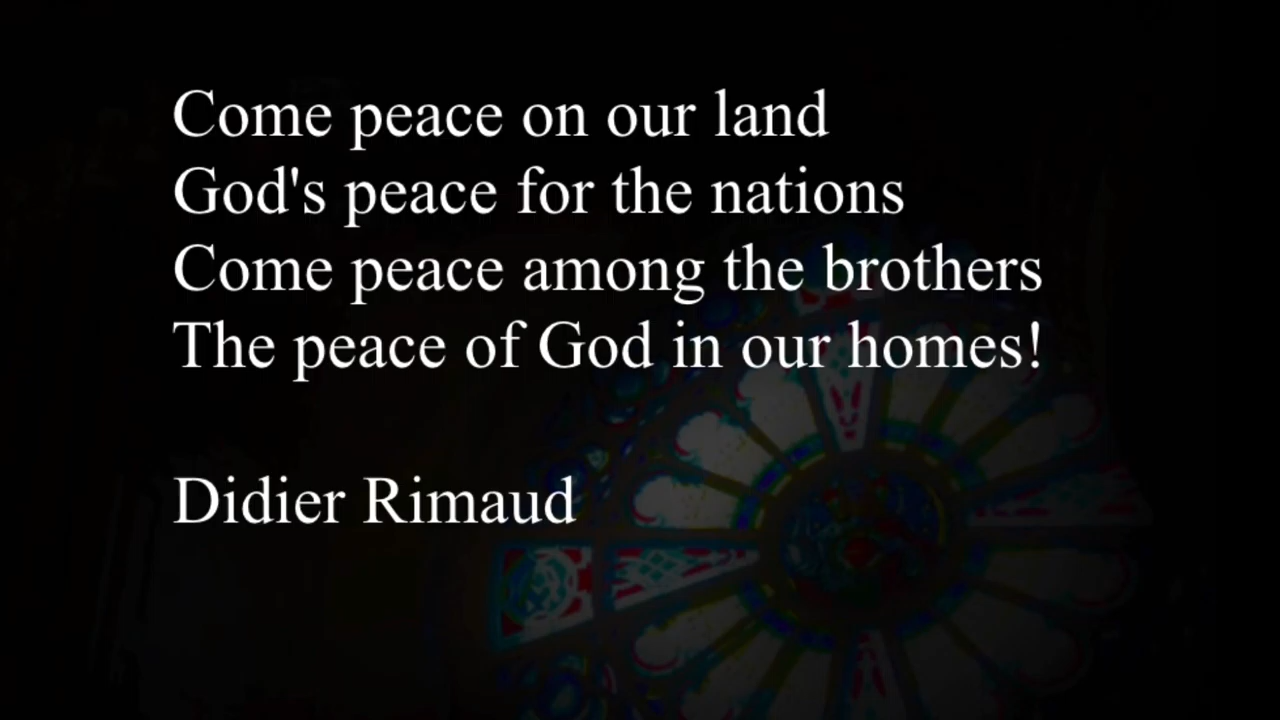 Come peace on our land
God's peace for the nations
Come peace among the brothers
The peace of God in our homes!
Didier Rimaud